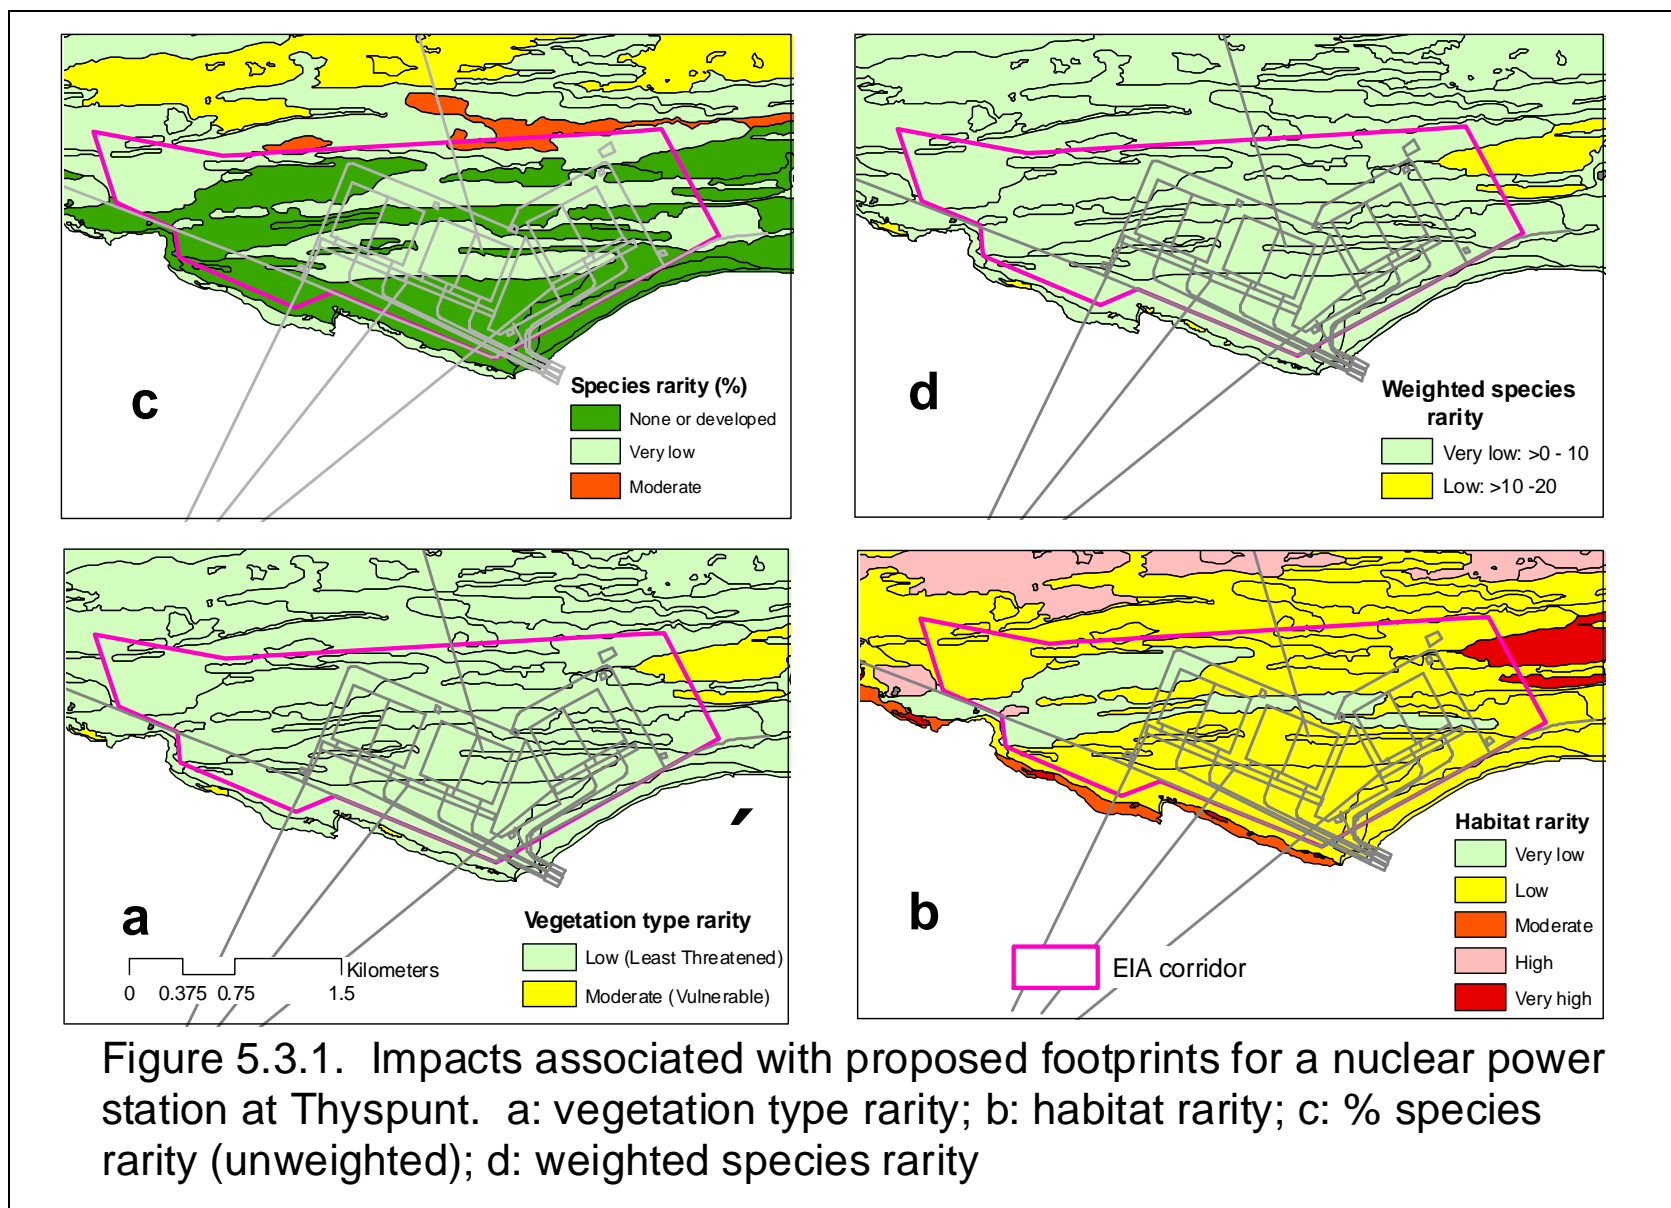 c
Species rarity (%)
None or developed
Very low
Moderate
d
Weighted species
rarity
Very low: >0 - 10
Low: >10 -20
a
Kilometers
0 0.375 0.75 1.5
Vegetation type rarity
Low (Least Threatened)
Moderate (Vulnerable)
b
EIA corridor
Habitat rarity
Very low
Low
Moderate
High
Very high
Figure 5.3.1. Impacts associated with proposed footprints for a nuclear power
station at Thyspunt. a: vegetation type rarity; b: habitat rarity; c: % species
rarity (unweighted); d: weighted species rarity